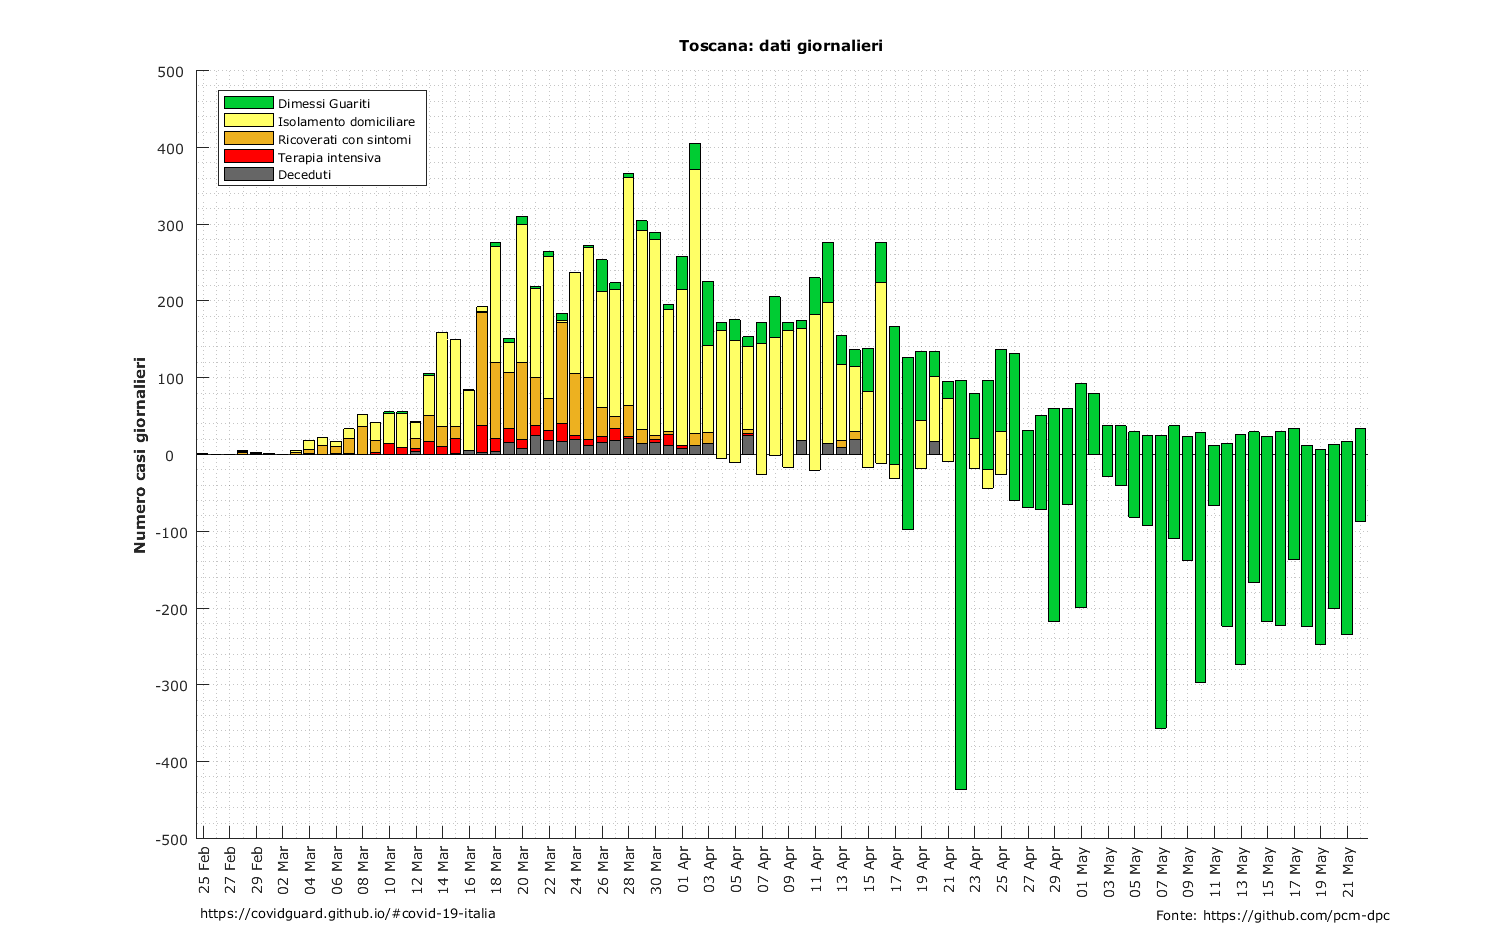 Toscana: dati giornalieri
500
400
300
200
100
0
-100
-200
-300
-400
-500
Numero casi giornalieri
Dimessi Guariti
Isolamento domiciliare
Ricoverati con sintomi
Terapia intensiva
Deceduti
25 Feb
27 Feb
29 Feb
02 Mar
04 Mar
06 Mar
08 Mar
10 Mar
12 Mar
14 Mar
16 Mar
18 Mar
20 Mar
22 Mar
24 Mar
26 Mar
28 Mar
30 Mar
01 Apr
03 Apr
05 Apr
07 Apr
09 Apr
11 Apr
13 Apr
15 Apr
17 Apr
19 Apr
21 Apr
23 Apr
25 Apr
27 Apr
29 Apr
01 May
03 May
05 May
07 May
09 May
11 May
13 May
15 May
17 May
19 May
21 May
https://covidguard.github.io/#covid-19-italia
Fonte: https://github.com/pcm-dpc